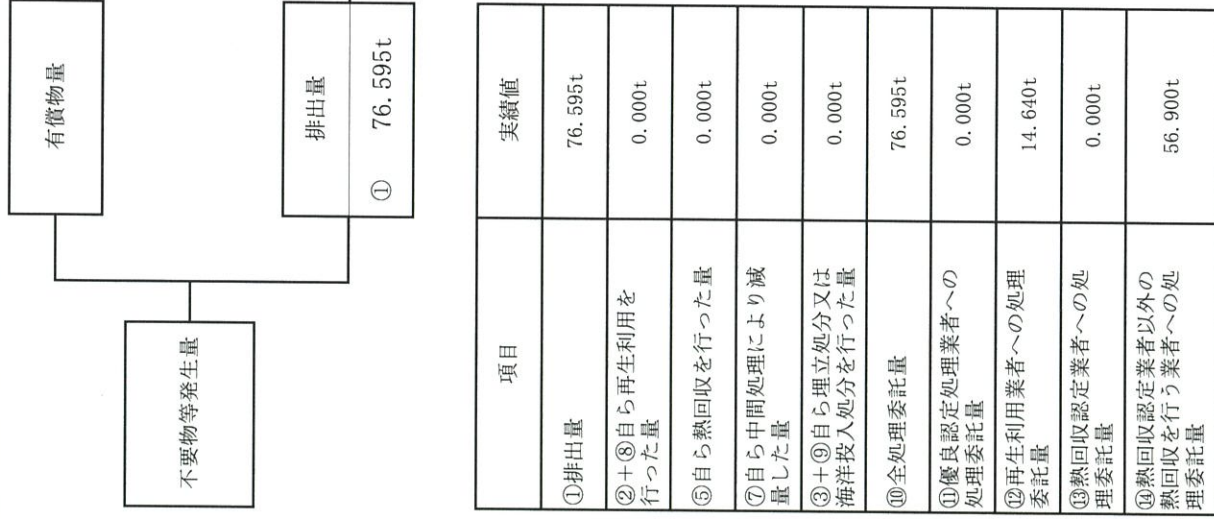 不要物等発生量
有償物量
排出量
① 76.595t
項目
実績値
①排出量
76.595t
②+⑧自ら再生利用を
行った量
0.000t
⑤自ら熱回収を行った量
0.000t
⑦自ら中間処理により減
量した量
0.000t
③+⑨自ら埋立処分又は
海洋投入処分を行った量
0.000t
⑩全処理委託量
76.595t
⑪優良認定処理業者への
処理委託量
0.000t
⑫再生利用業者への処理
委託量
14.640t
⑬熱回収認定業者への処
理委託量
0.000t
⑭熱回収認定業者以外の
熱回収を行う業者への処
理委託量
56.900t